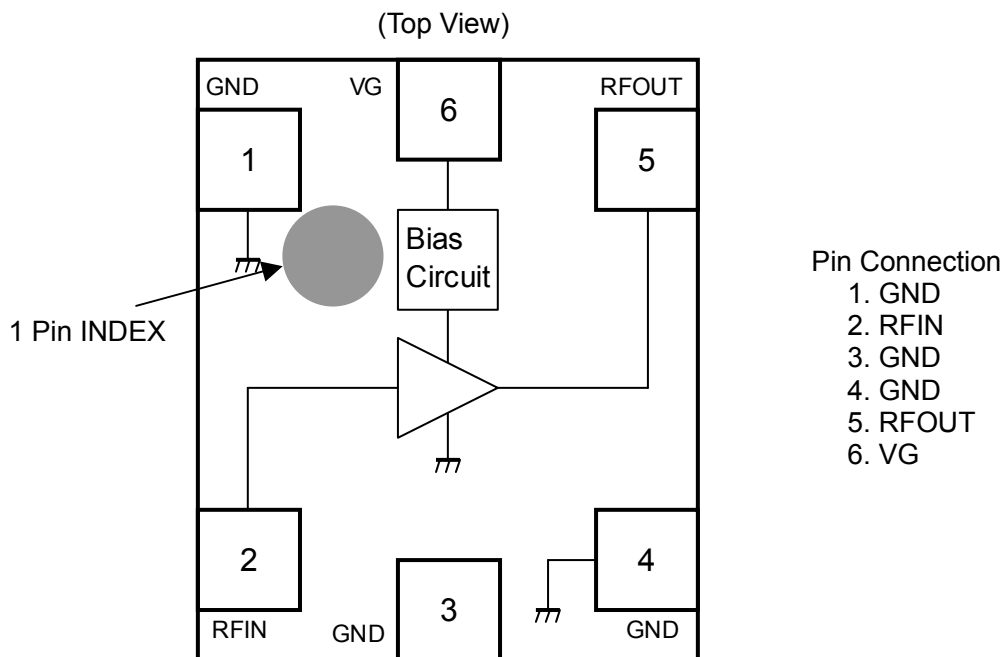 (Top View)
GND
VG
RFOUT
6
1
5
Bias
Circuit
1 Pin INDEX
Pin Connection
1. GND
2. RFIN
3. GND
4. GND
5. RFOUT
6. VG
2
3
4
RFIN
GND
GND